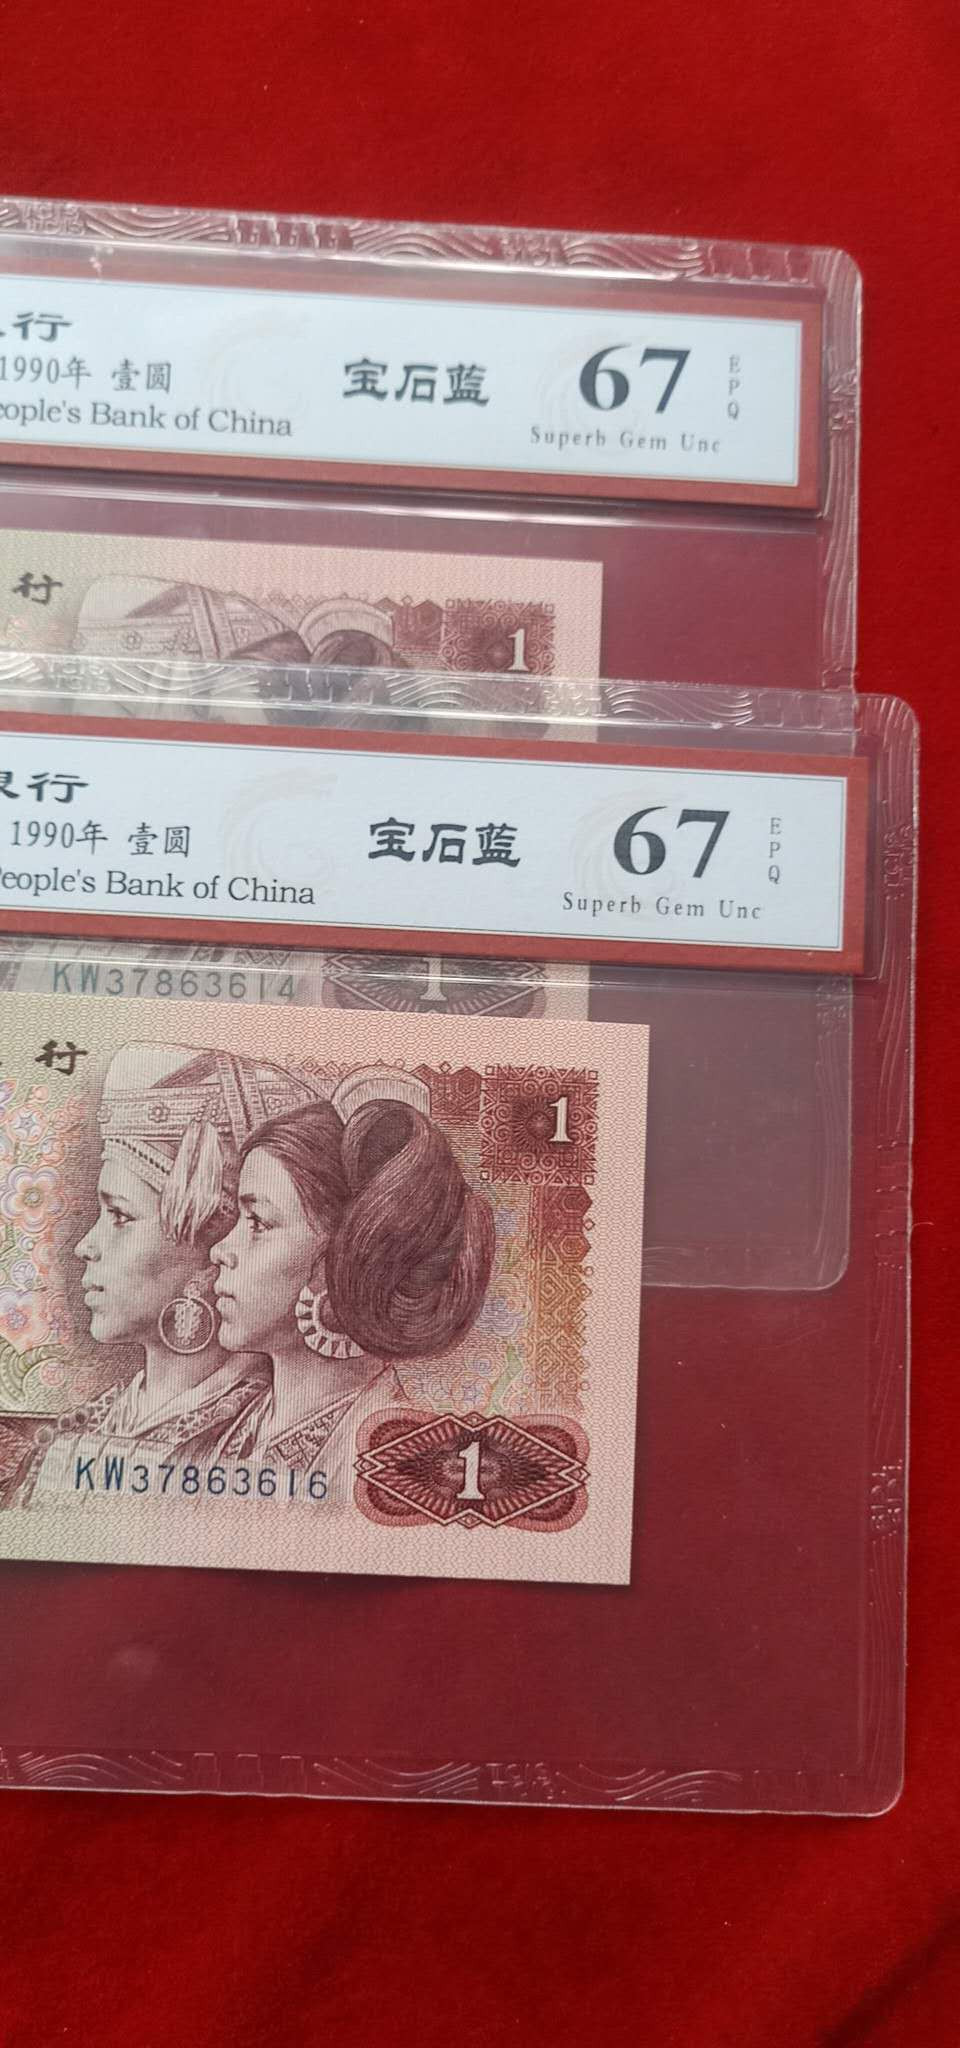 行
1990年 壹圆
eople's Bank of China
宝石蓝
67
EPQ
Superb Gem Unc
行
1
银行
1990年 壹圆
People's Bank of China
宝石蓝
67
EPQ
Superb Gem Unc
KW37863614
1
行
1
KW37863616
1